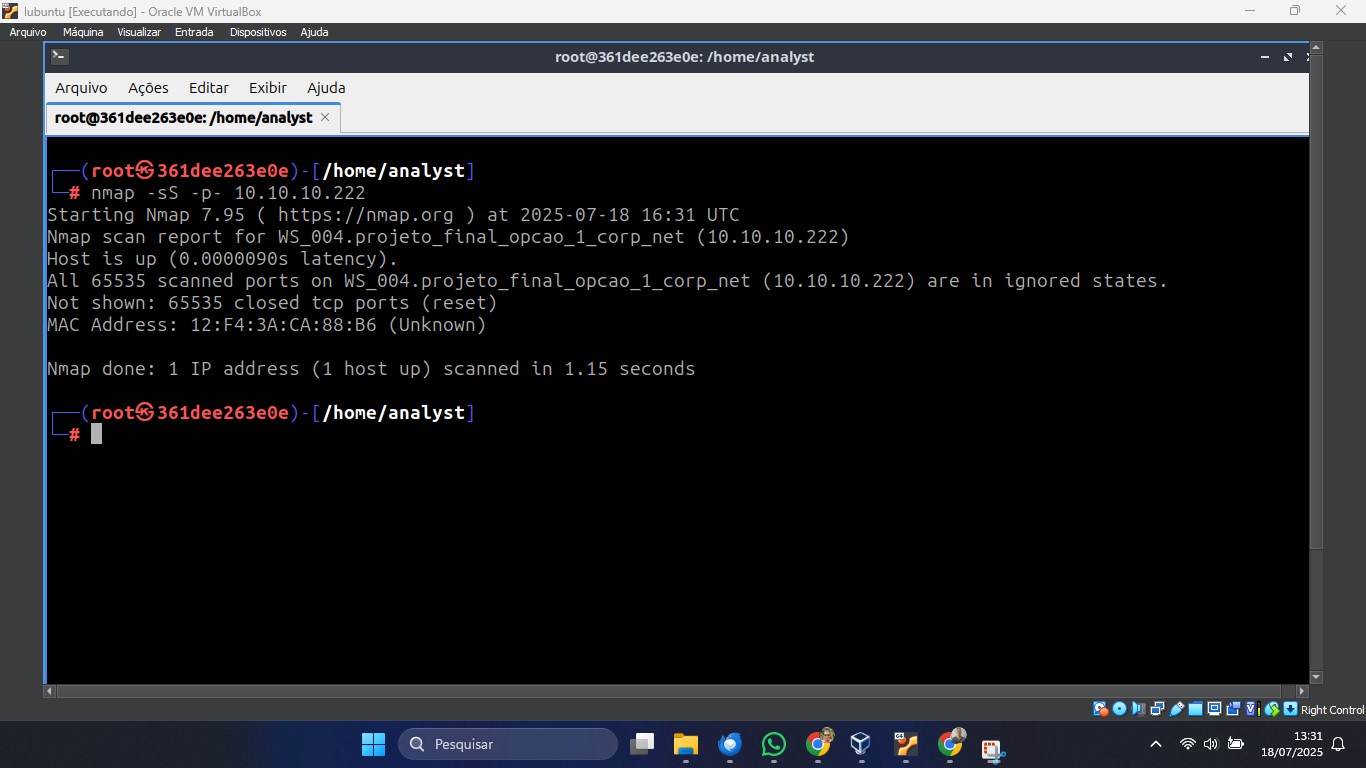 lubuntu [Executando] - Oracle VM VirtualBox
Arquivo Máquina Visualizar Entrada Dispositivos Ajuda
root@361dee263e0e: /home/analyst
Arquivo Ações Editar Exibir Ajuda
root@361dee263e0e: /home/analyst ×
┌──(root㉿361dee263e0e)-[/home/analyst]
└─# nmap -sS -p- 10.10.10.222
Starting Nmap 7.95 ( https://nmap.org ) at 2025-07-18 16:31 UTC
Nmap scan report for WS_004.projeto_final_opcao_1_corp_net (10.10.10.222)
Host is up (0.0000090s latency).
All 65535 scanned ports on WS_004.projeto_final_opcao_1_corp_net (10.10.10.222) are in ignored states.
Not shown: 65535 closed tcp ports (reset)
MAC Address: 12:F4:3A:CA:88:B6 (Unknown)
Nmap done: 1 IP address (1 host up) scanned in 1.15 seconds
┌──(root㉿361dee263e0e)-[/home/analyst]
└─#
Right Control
Pesquisar
13:31
18/07/2025